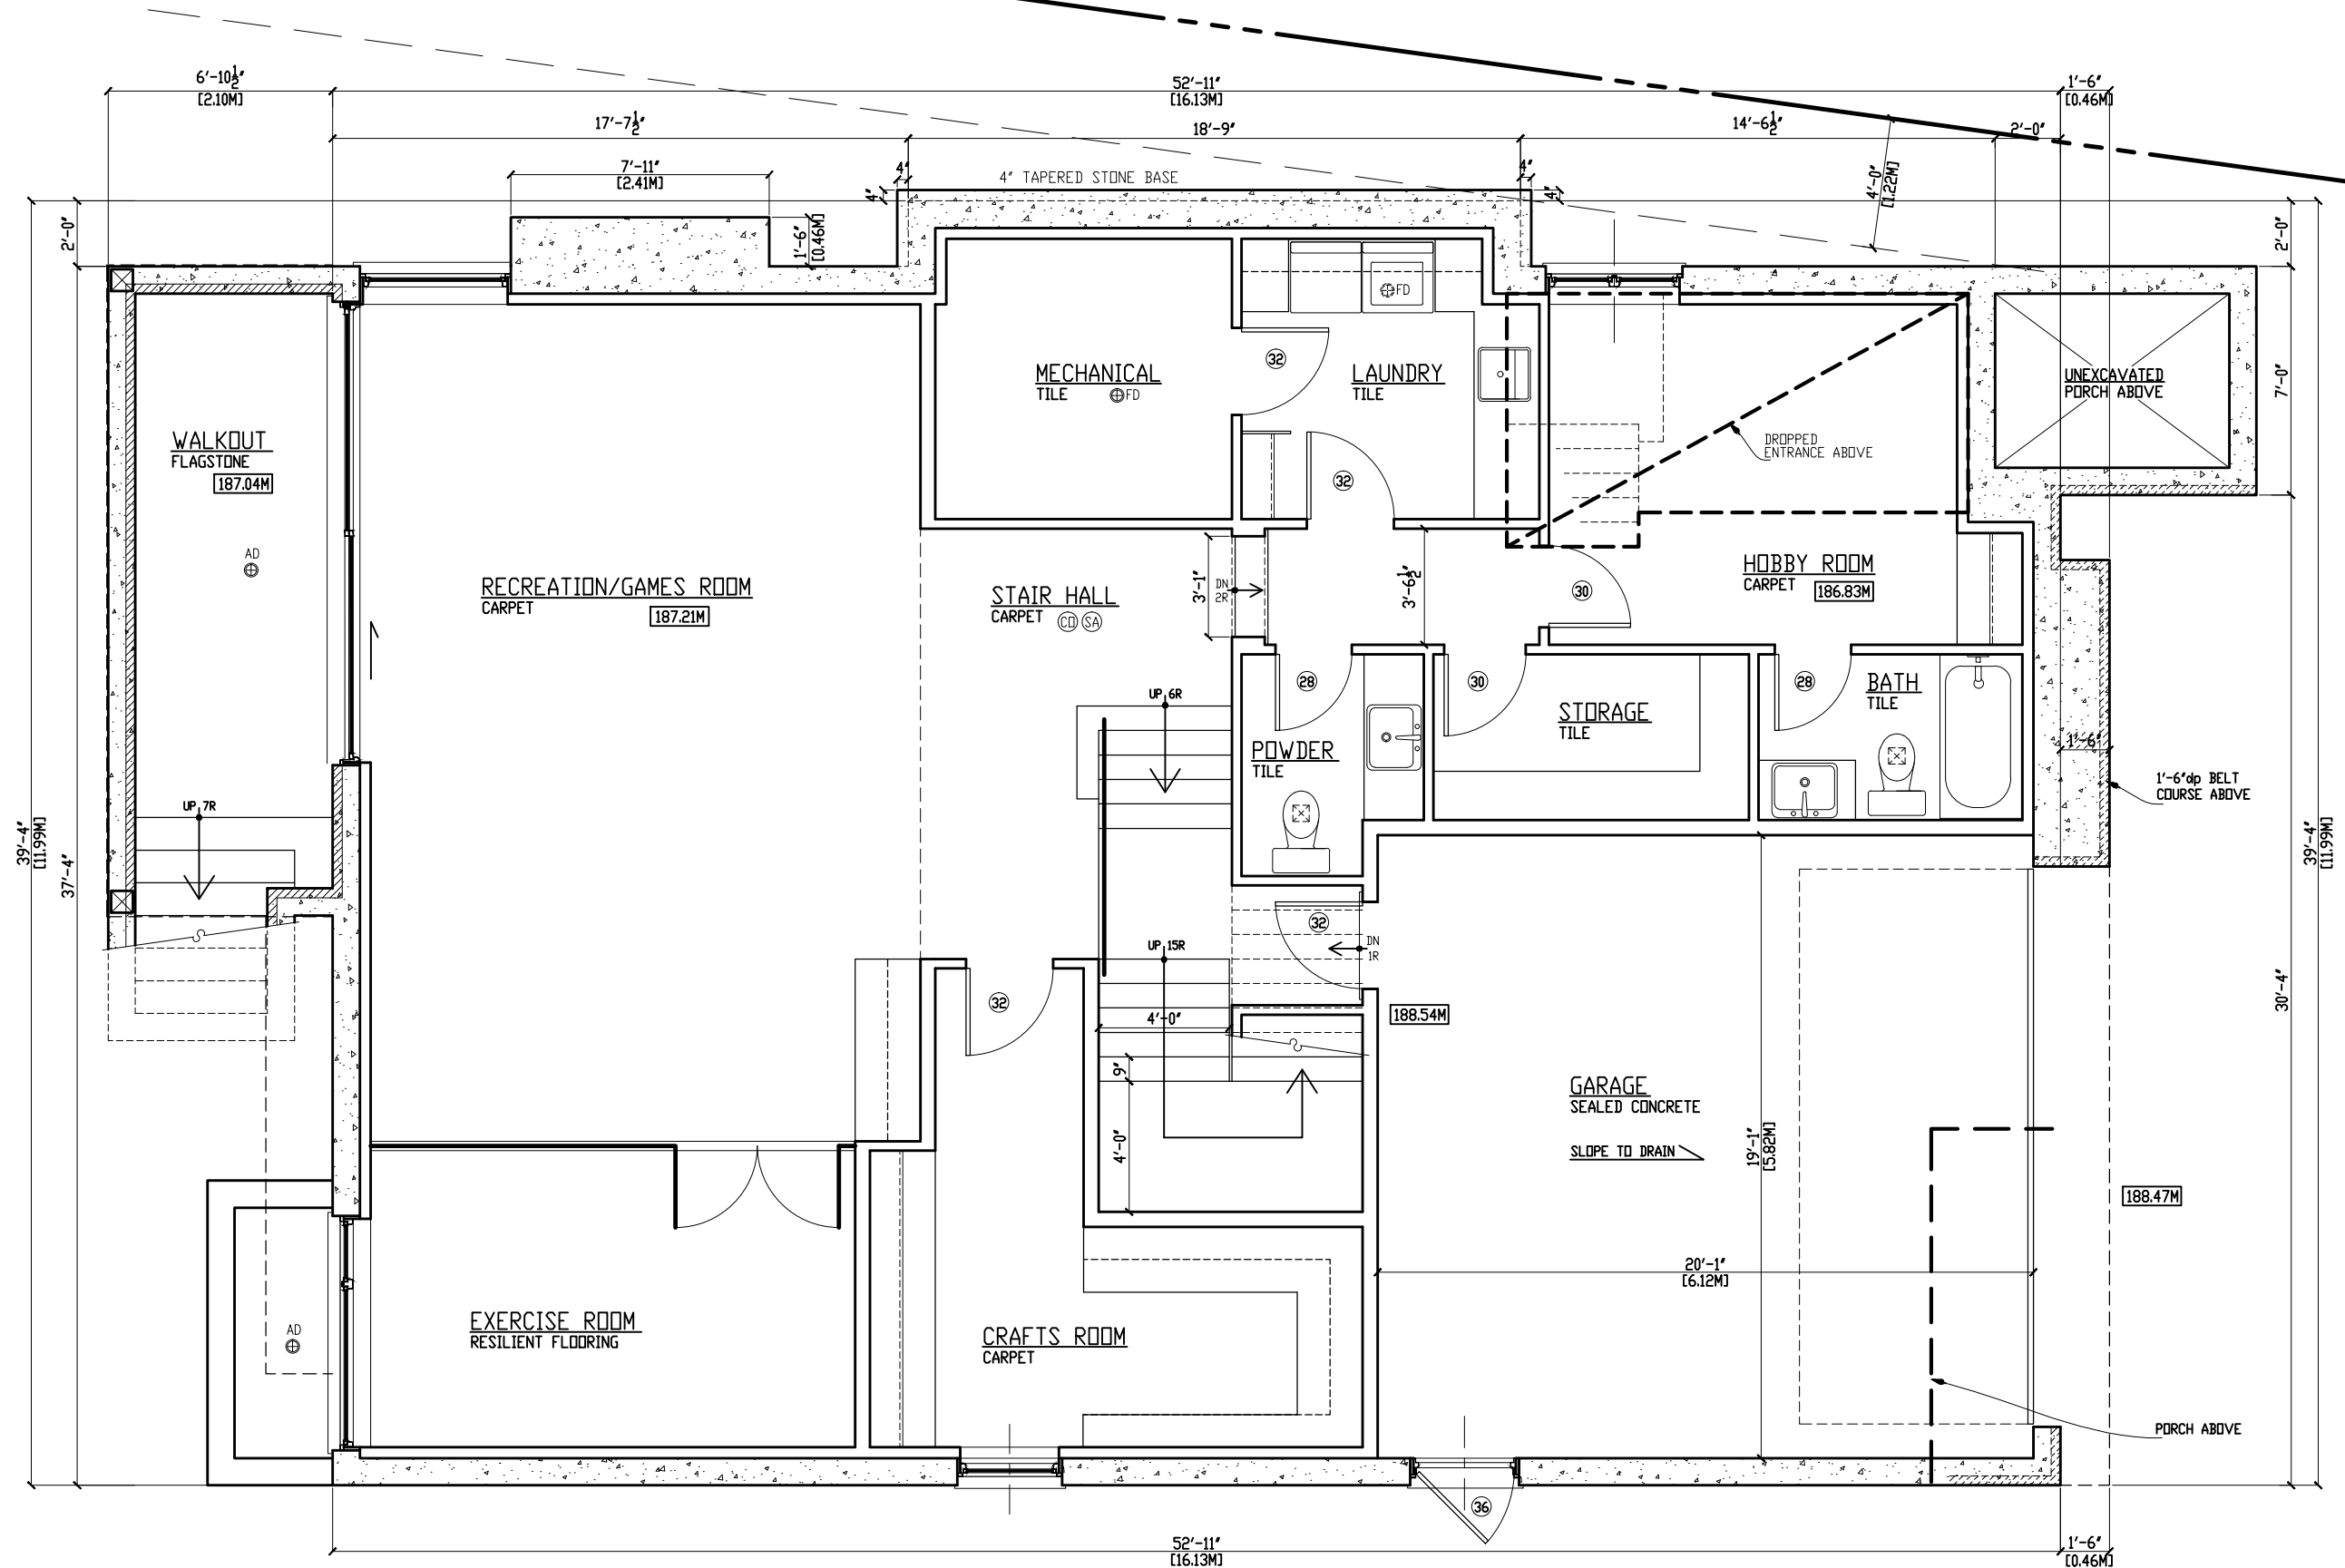 6'-10½"
[2.10M]
52'-11"
[16.13M]
1'-6"
[0.46M]
17'-7½"
18'-9"
14'-6½"
2'-0"
7'-11"
[2.41M]
4"
4"
4" TAPERED STONE BASE
4"
4"
4'-0"
[1.22M]
2'-0"
1'-6"
[0.46M]
2'-0"
FD
MECHANICAL
TILE
FD
32
LAUNDRY
TILE
UNEXCAVATED
PORCH ABOVE
7'-0"
WALKOUT
FLAGSTONE
187.04M
DROPPED
ENTRANCE ABOVE
32
AD
RECREATION/GAMES ROOM
CARPET
187.21M
STAIR HALL
CARPET
CO
SA
3'-1"
DN
2R
3'-6½"
30
HOBBY ROOM
CARPET
186.83M
UP 6R
28
30
28
BATH
TILE
STORAGE
TILE
POWDER
TILE
1'-6"
1'-6"dp BELT
COURSE ABOVE
UP 7R
39'-4"
[11.99M]
37'-4"
39'-4"
[11.99M]
30'-4"
32
DN
1R
UP 15R
32
4'-0"
188.54M
9"
4'-0"
GARAGE
SEALED CONCRETE
SLOPE TO DRAIN
19'-1"
[5.82M]
188.47M
20'-1"
[6.12M]
AD
EXERCISE ROOM
RESILIENT FLOORING
CRAFTS ROOM
CARPET
PORCH ABOVE
36
52'-11"
[16.13M]
1'-6"
[0.46M]